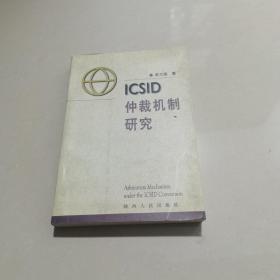 著
ICSID
仲裁机制
研究
Arbitration Mechanism
under the ICSID Convention
陕西人民出版社